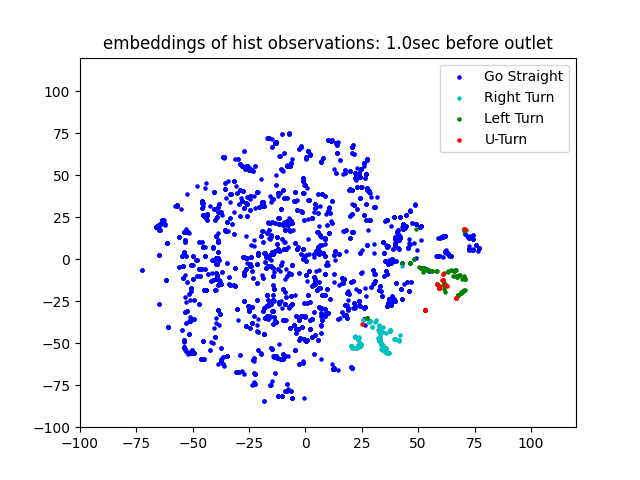 embeddings of hist observations: 1.0sec before outlet
Go Straight
Right Turn
Left Turn
U-Turn
100
75
50
25
0
−25
−50
−75
−100
−100 −75 −50 −25 0 25 50 75 100